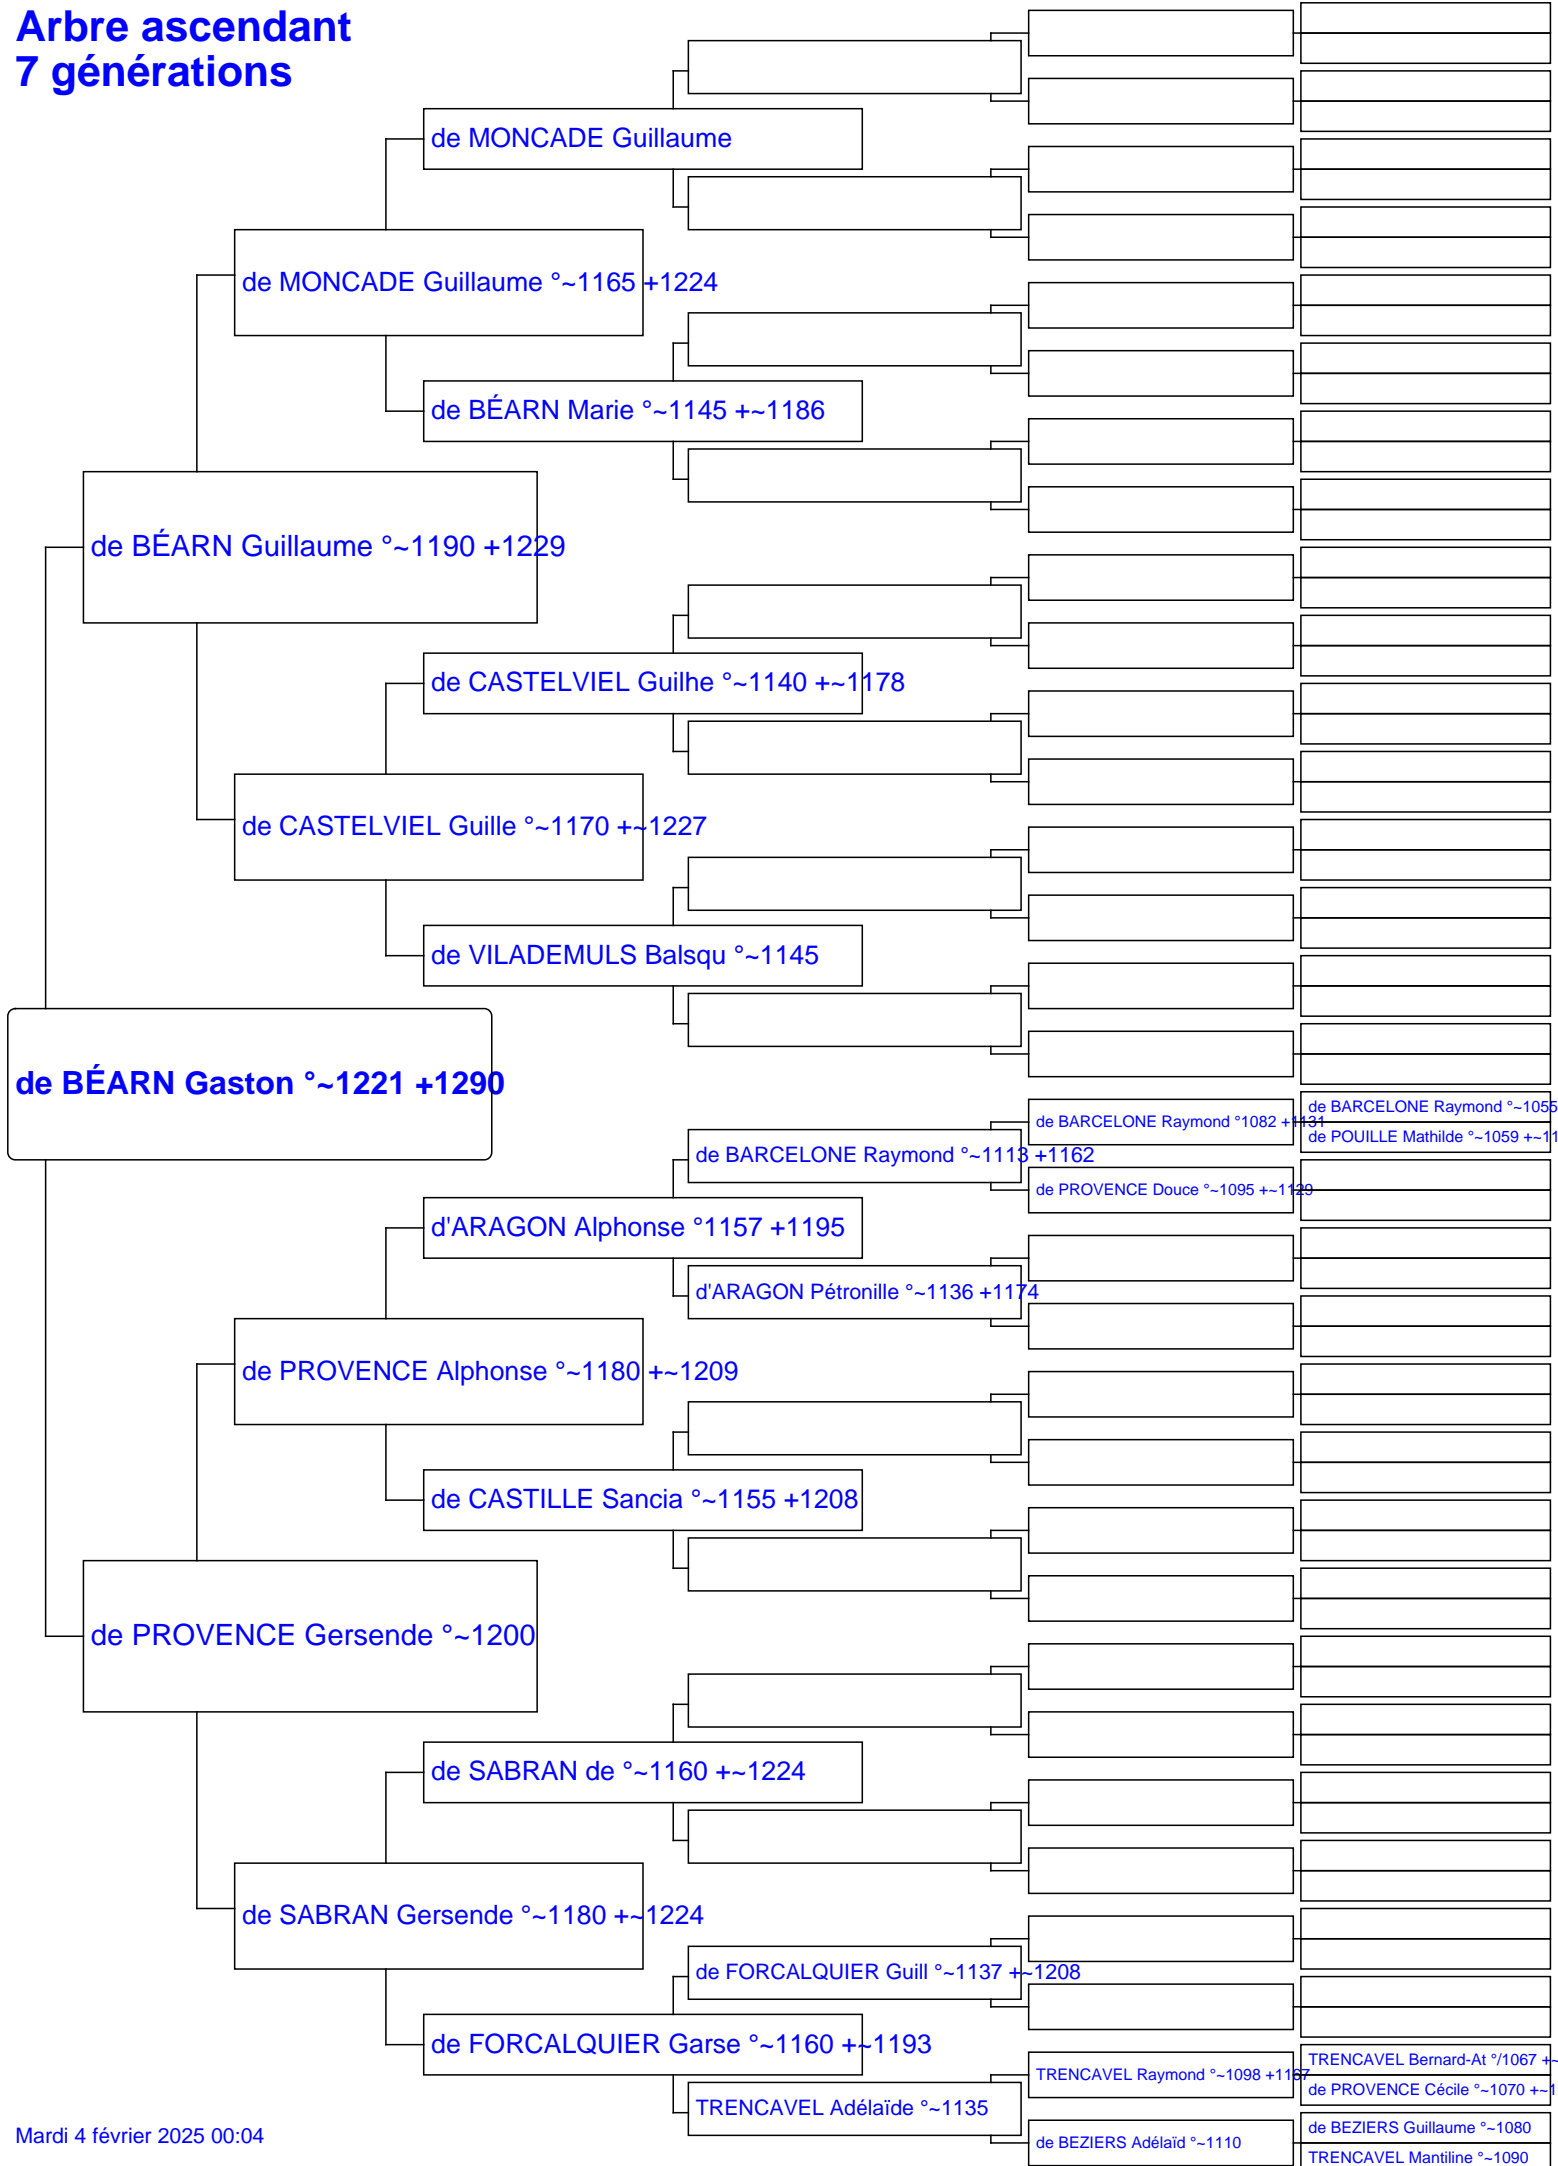 Arbre ascendant
7 générations
de MONCADE Guillaume
de MONCADE Guillaume °~1165 +1224
de BÉARN Marie °~1145 +~1186
de BÉARN Guillaume °~1190 +1229
de CASTELVIEL Guilhe °~1140 +~1178
de CASTELVIEL Guille °~1170 +~1227
de VILADEMULS Balsqu °~1145
de BÉARN Gaston °~1221 +1290
de BARCELONE Raymond °~1055
de BARCELONE Raymond °1082 +1131
de POUILLE Mathilde °~1059 +~11
de BARCELONE Raymond °~1113 +1162
de PROVENCE Douce °~1095 +~1129
d'ARAGON Alphonse °1157 +1195
d'ARAGON Pétronille °~1136 +1174
de PROVENCE Alphonse °~1180 +~1209
de CASTILLE Sancia °~1155 +1208
de PROVENCE Gersende °~1200
de SABRAN de °~1160 +~1224
de SABRAN Gersende °~1180 +~1224
de FORCALQUIER Guill °~1137 +~1208
de FORCALQUIER Garse °~1160 +~1193
TRENCAVEL Bernard-At °/1067 +~
TRENCAVEL Raymond °~1098 +1167
de PROVENCE Cécile °~1070 +~1
TRENCAVEL Adélaïde °~1135
de BEZIERS Guillaume °~1080
de BEZIERS Adélaïd °~1110
TRENCAVEL Mantiline °~1090
Mardi 4 février 2025 00:04